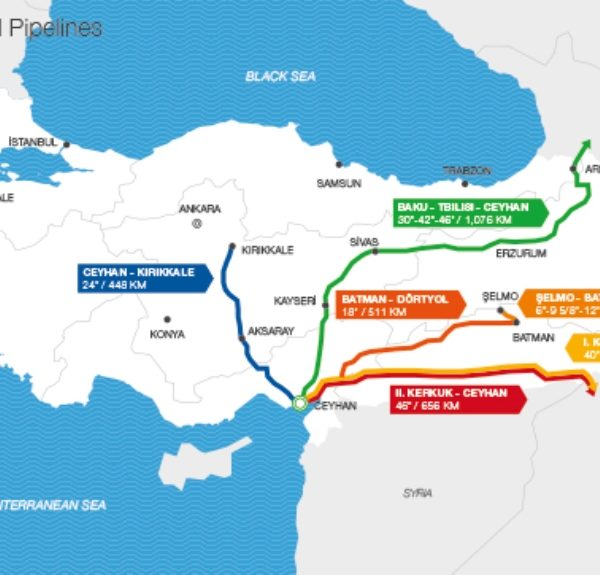 l Pipelines
BLACK SEA
İSTANBUL
TRABZON
AR
SAMSUN
ALE
ANKARA
BAKU - TBILISI - CEYHAN
30"-42"-46" / 1,076 KM
KIRIKKALE
SİVAS
ERZURUM
CEYHAN - KIRIKKALE
24" / 448 KM
KAYSERİ
BATMAN - DÖRTYOL
18" / 511 KM
ŞELMO
ŞELMO - BAT
6"-9 5/8"-12"
KONYA
AKSARAY
BATMAN
I. K
40"
II. KERKUK - CEYHAN
46" / 656 KM
CEYHAN
SYRIA
ITERRANEAN SEA